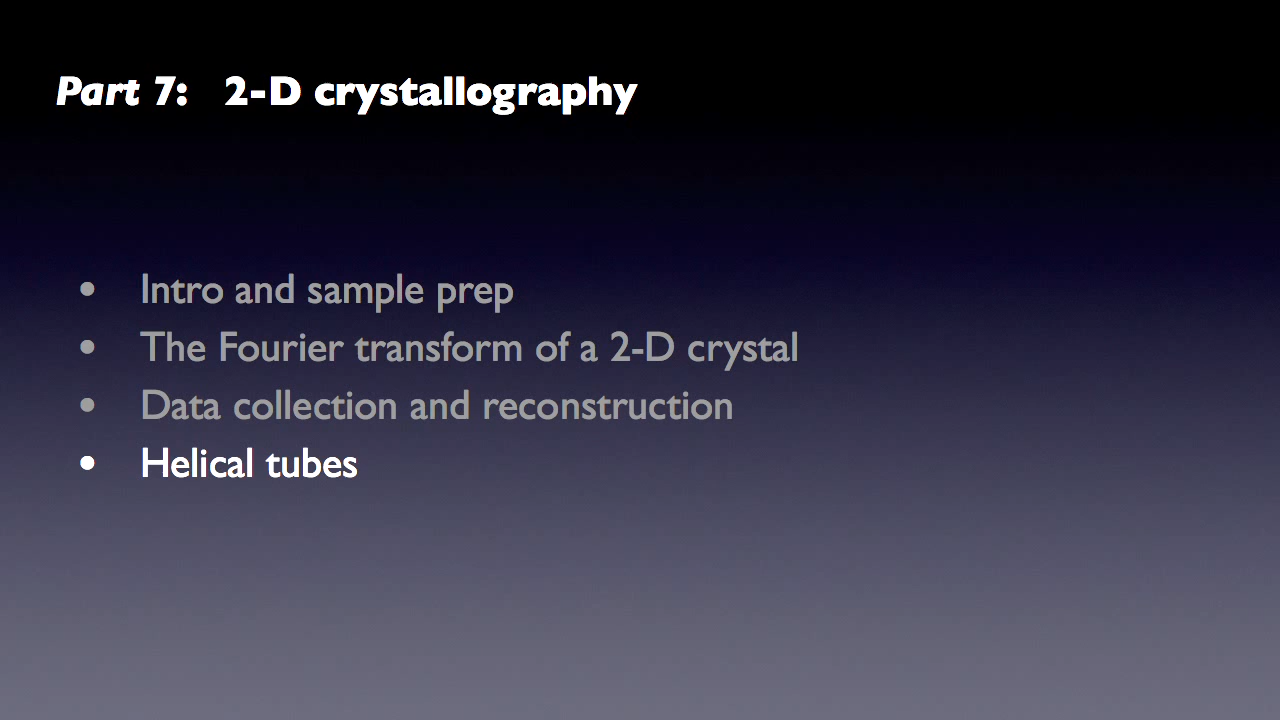 Part 7: 2-D crystallography
• Intro and sample prep
• The Fourier transform of a 2-D crystal
• Data collection and reconstruction
• Helical tubes